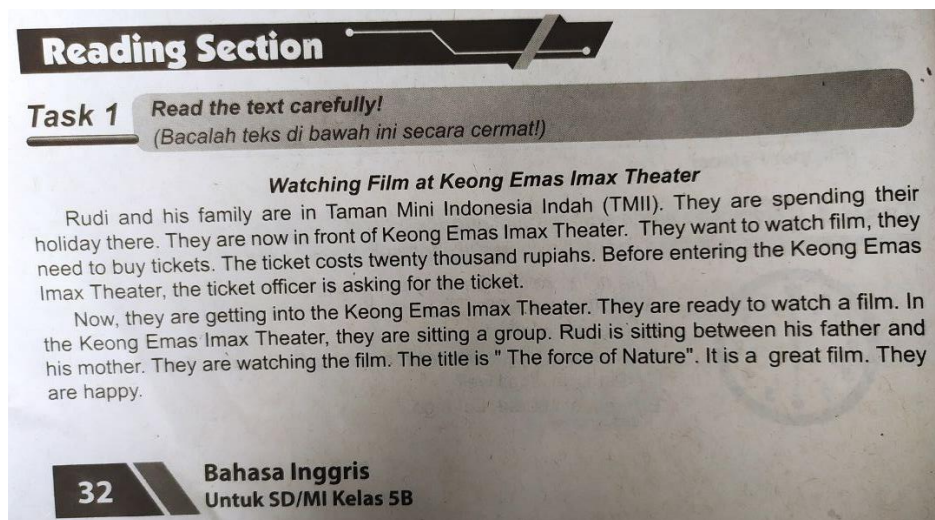 Reading Section
Task 1
Read the text carefully!
(Bacalah teks di bawah ini secara cermat!)
Watching Film at Keong Emas Imax Theater
Rudi and his family are in Taman Mini Indonesia Indah (TMII). They are spending their
holiday there. They are now in front of Keong Emas Imax Theater. They want to watch film, they
need to buy tickets. The ticket costs twenty thousand rupiahs. Before entering the Keong Emas
Imax Theater, the ticket officer is asking for the ticket.
Now, they are getting into the Keong Emas Imax Theater. They are ready to watch a film. In
the Keong Emas Imax Theater, they are sitting a group. Rudi is sitting between his father and
his mother. They are watching the film. The title is " The force of Nature". It is a great film. They
are happy.
32
Bahasa Inggris
Untuk SD/MI Kelas 5B